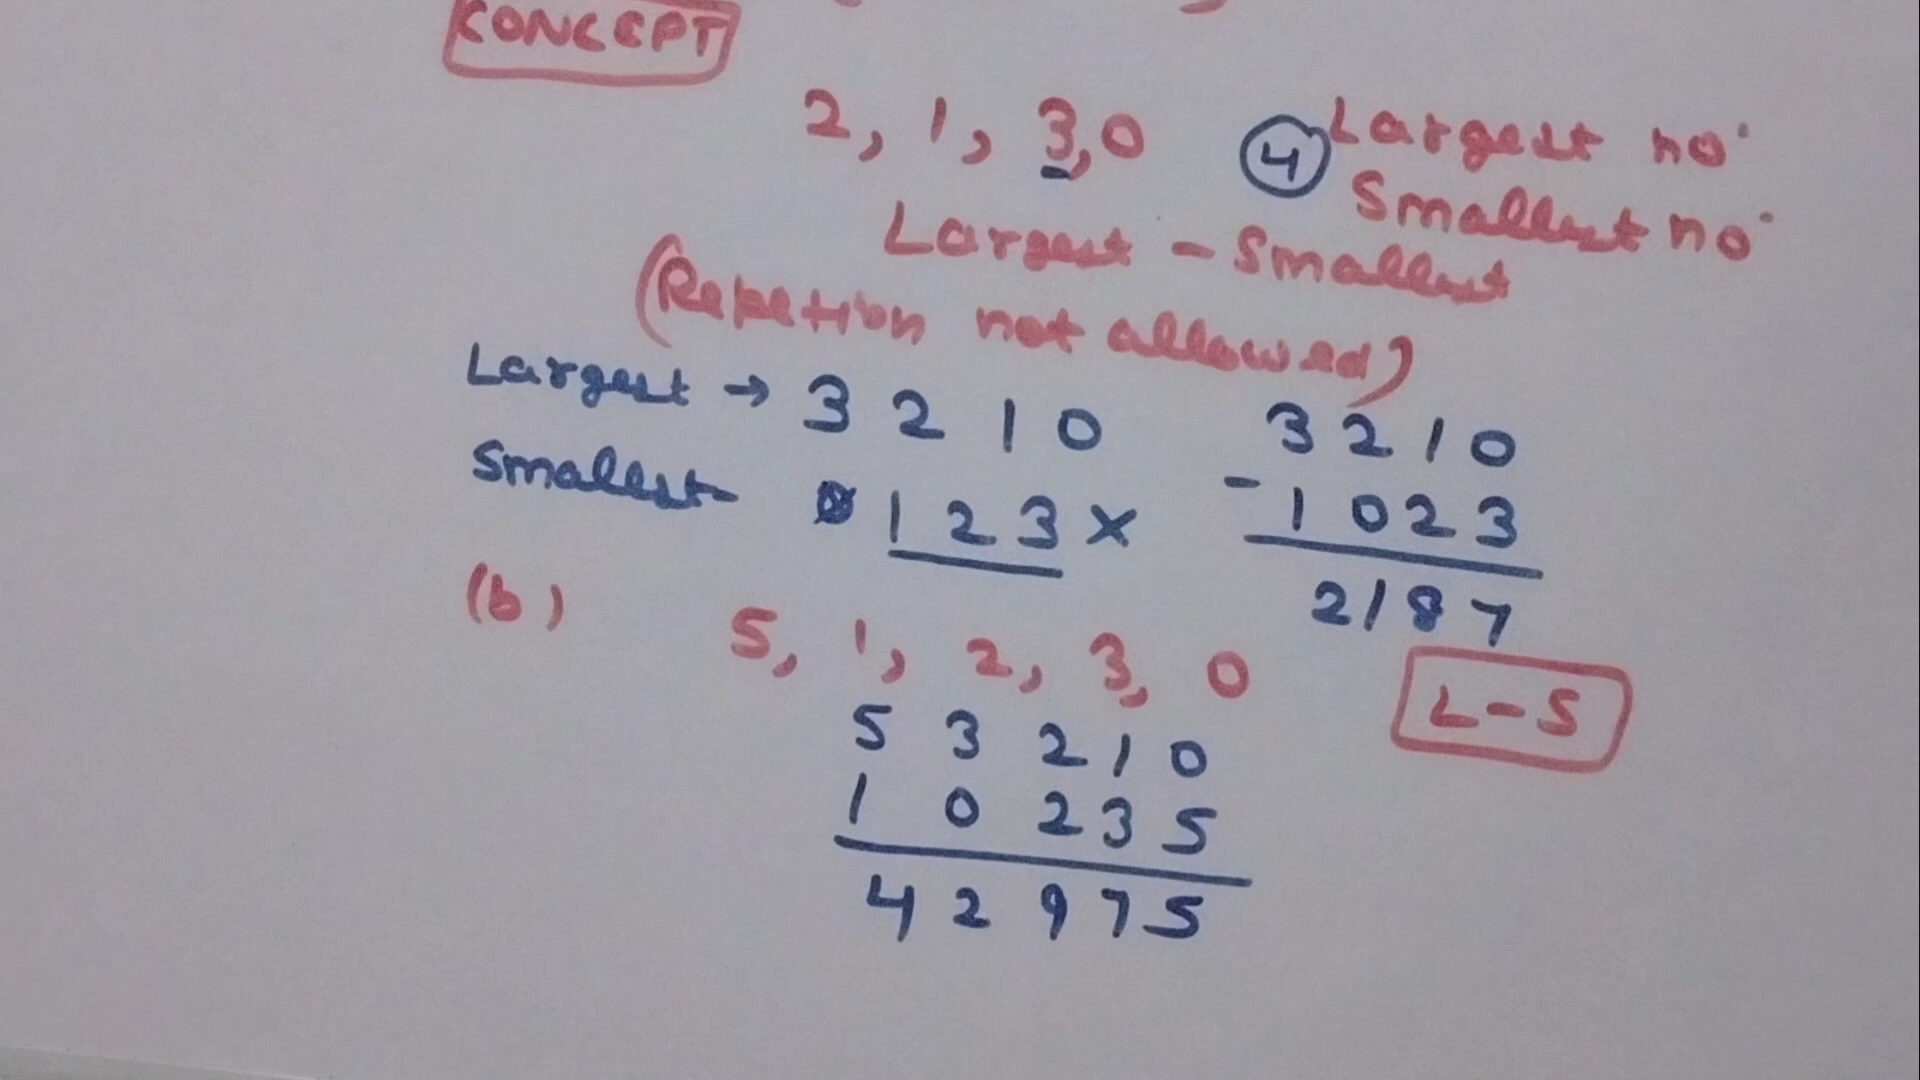 CONCEPT
2, 1, 3, 0 ④ Largest no.
Smallest no.
Largest - Smallest
(Repetion not allowed)
Largest → 3 2 1 0
Smallest 0 1 2 3 ×
3 2 1 0
- 1 0 2 3
2 1 8 7
(b) 5, 1, 2, 3, 0
L - S
5 3 2 1 0
1 0 2 3 5
4 2 9 7 5